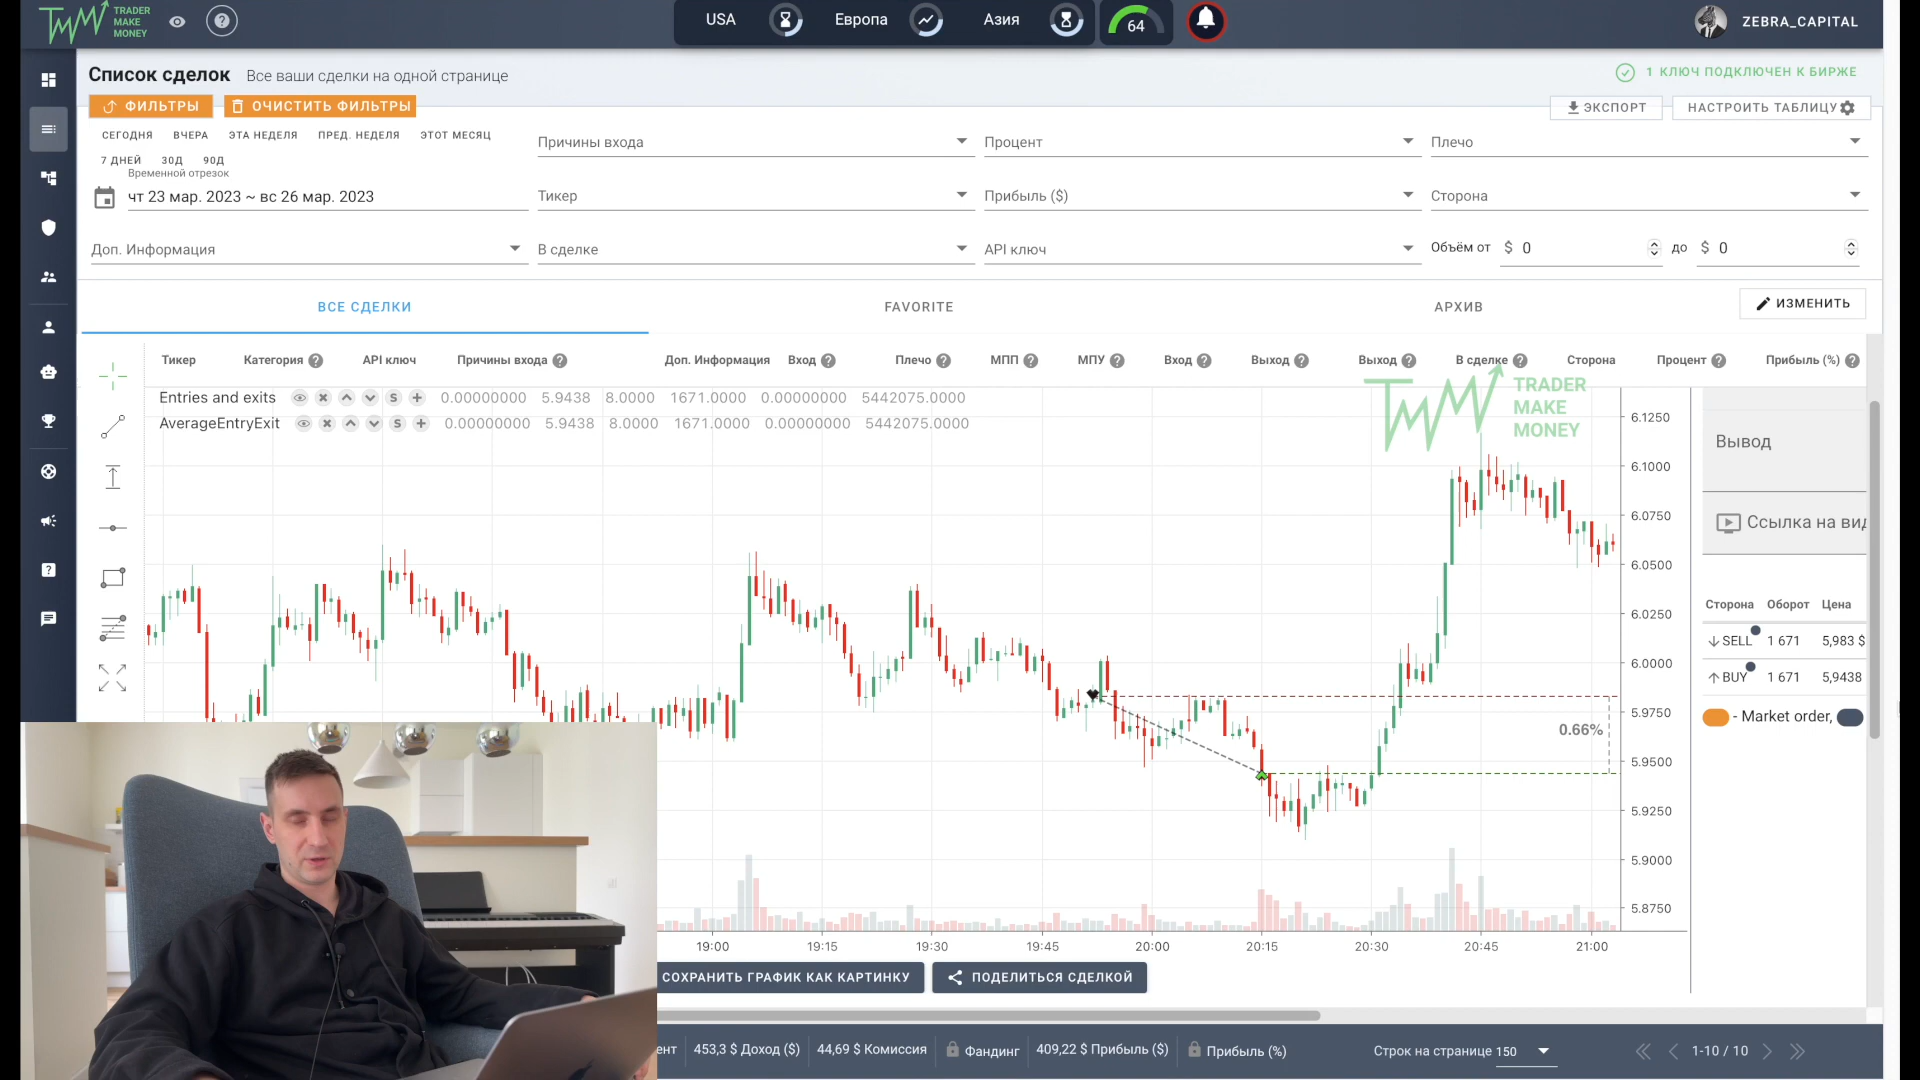 TRADER
MAKE
MONEY
USA
Европа
Азия
64
ZEBRA_CAPITAL
Список сделок
Все ваши сделки на одной странице
1 КЛЮЧ ПОДКЛЮЧЕН К БИРЖЕ
ФИЛЬТРЫ
ОЧИСТИТЬ ФИЛЬТРЫ
ЭКСПОРТ
НАСТРОИТЬ ТАБЛИЦУ
СЕГОДНЯ ВЧЕРА ЭТА НЕДЕЛЯ ПРЕД. НЕДЕЛЯ ЭТОТ МЕСЯЦ
7 ДНЕЙ 30Д 90Д
Временной отрезок
чт 23 мар. 2023 ~ вс 26 мар. 2023
Причины входа
Процент
Плечо
Тикер
Прибыль ($)
Сторона
Доп. Информация
В сделке
API ключ
Объём от $ 0 до $ 0
ВСЕ СДЕЛКИ
FAVORITE
АРХИВ
ИЗМЕНИТЬ
Тикер Категория API ключ Причины входа Доп. Информация Вход Плечо МПП МПУ Вход Выход Выход В сделке Сторона Процент Прибыль (%)
Entries and exits S 0.00000000 5.9438 8.0000 1671.0000 0.00000000 5442075.0000
AverageEntryExit S 0.00000000 5.9438 8.0000 1671.0000 0.00000000 5442075.0000
TRADER
MAKE
MONEY
6.1250
6.1000
6.0750
6.0500
6.0250
6.0000
5.9750
5.9500
5.9250
5.9000
5.8750
0.66%
Вывод
Ссылка на вид
Сторона Оборот Цена
SELL 1 671 5,983 $
BUY 1 671 5,9438
- Market order,
19:00 19:15 19:30 19:45 20:00 20:15 20:30 20:45 21:00
СОХРАНИТЬ ГРАФИК КАК КАРТИНКУ
ПОДЕЛИТЬСЯ СДЕЛКОЙ
ент 453,3 $ Доход ($) 44,69 $ Комиссия Фандинг 409,22 $ Прибыль ($) Прибыль (%)
Строк на странице 150
1-10 / 10